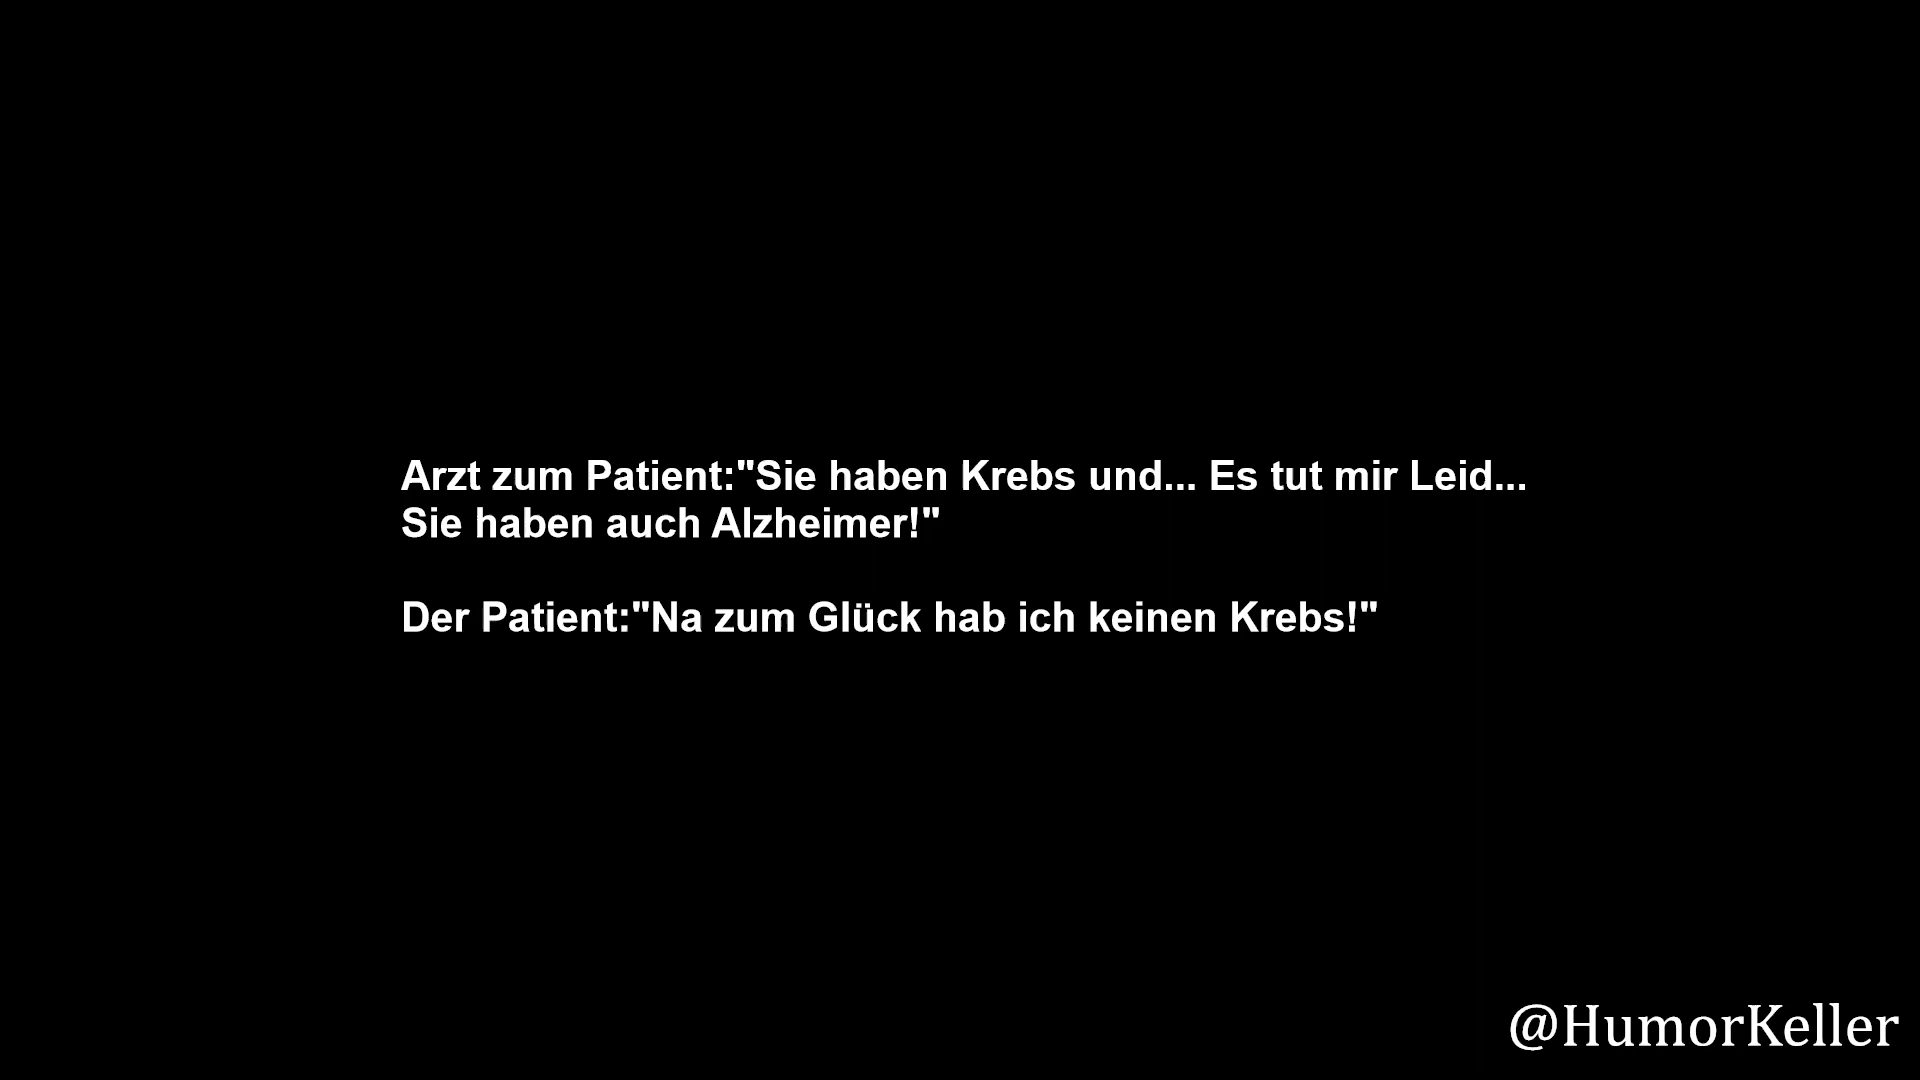 Arzt zum Patient:"Sie haben Krebs und... Es tut mir Leid...
Sie haben auch Alzheimer!"
Der Patient:"Na zum Glück hab ich keinen Krebs!"
@HumorKeller